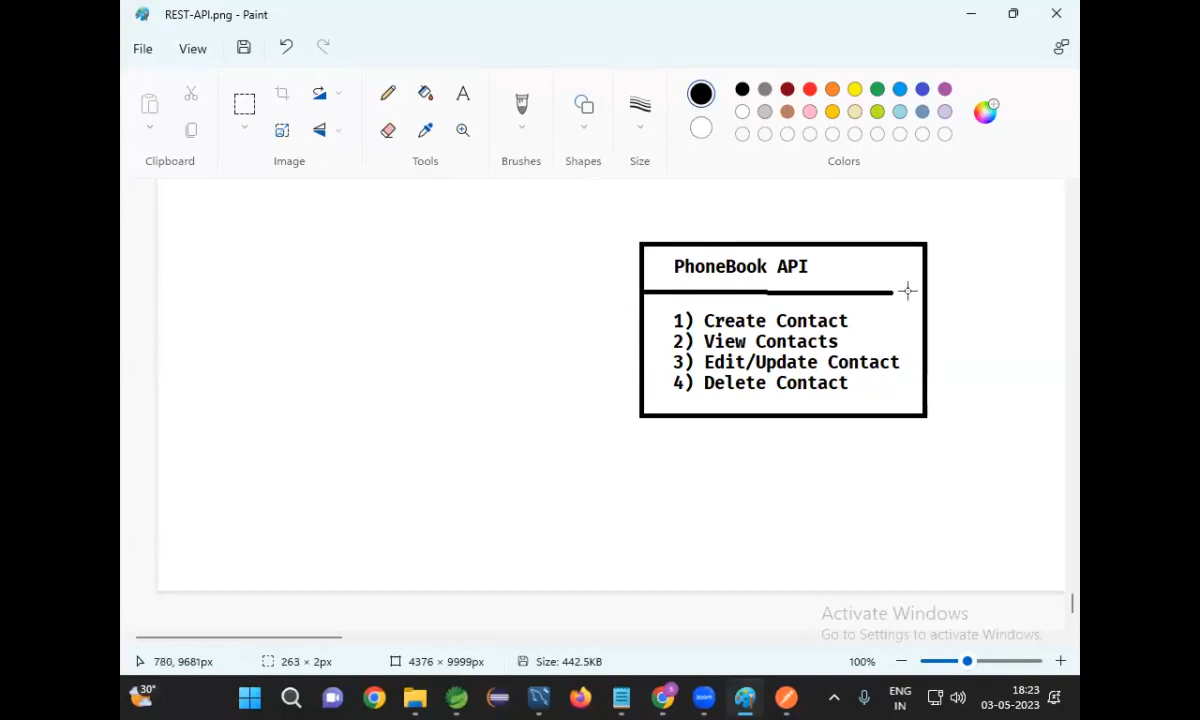 REST-API.png - Paint
File View
Clipboard Image Tools Brushes Shapes Size Colors
PhoneBook API
1) Create Contact
2) View Contacts
3) Edit/Update Contact
4) Delete Contact
Activate Windows
Go to Settings to activate Windows.
780, 9681px 263 × 2px 4376 × 9999px Size: 442.5KB 100%
30°
zoom
ENG
IN
18:23
03-05-2023